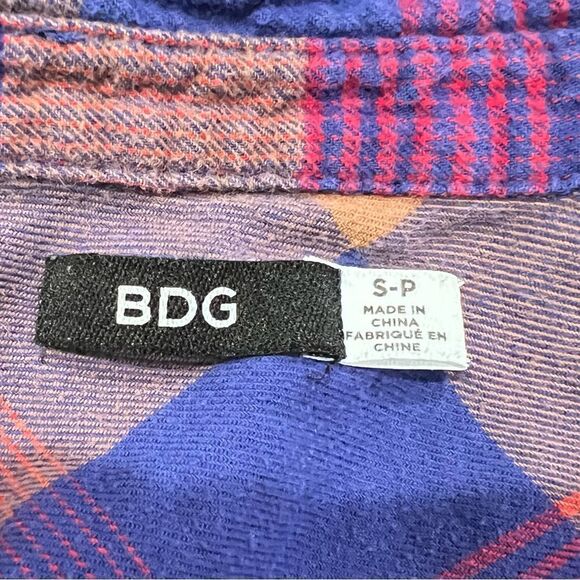 BDG
S-P
MADE IN
CHINA
FABRIQUÉ EN
CHINE